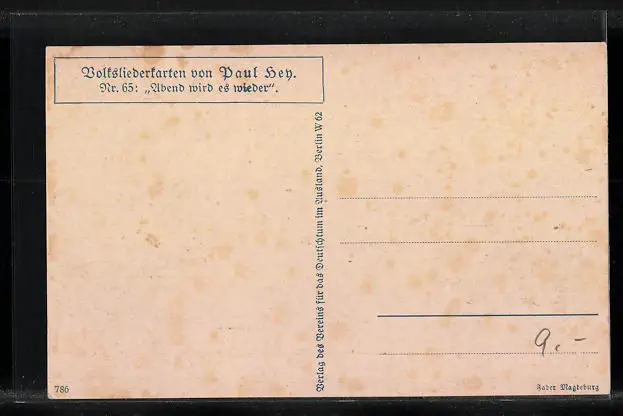 Volksliederkarten von Paul Hey.
Nr. 65: „Abend wird es wieder“.
Verlag des Vereins für das Deutschtum im Ausland, Berlin W 62
9.-
786
Faber Magdeburg